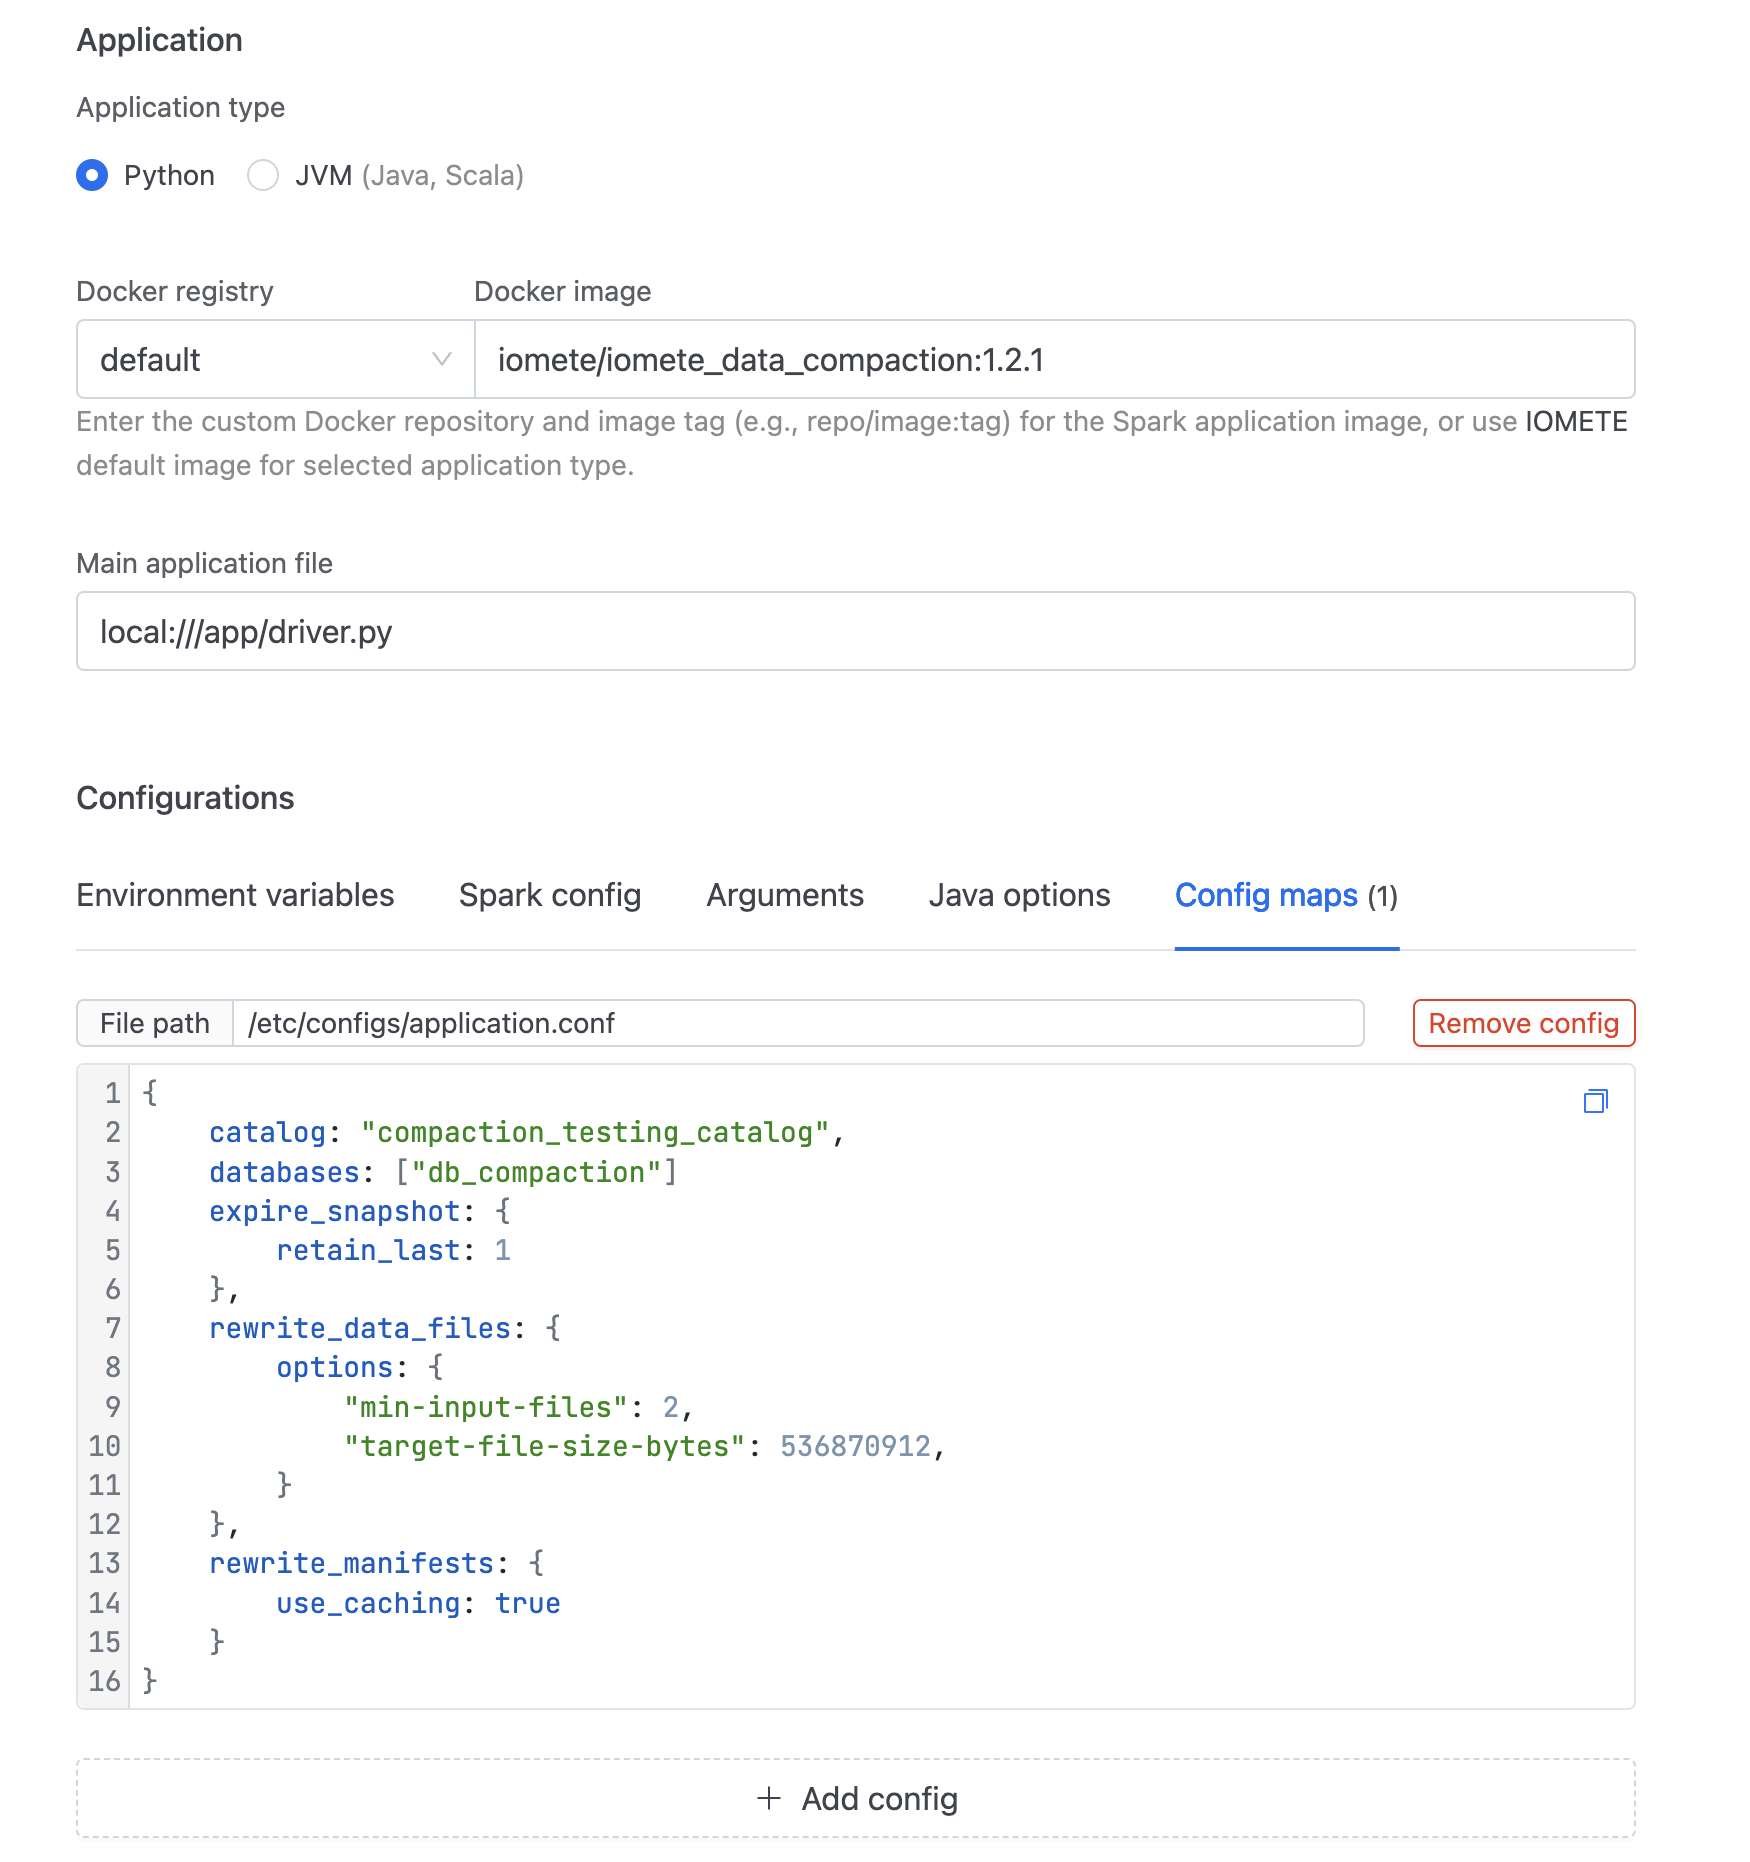 Application
Application type
Python JVM (Java, Scala)
Docker registry Docker image
default iomete/iomete_data_compaction:1.2.1
Enter the custom Docker repository and image tag (e.g., repo/image:tag) for the Spark application image, or use IOMETE
default image for selected application type.
Main application file
local:///app/driver.py
Configurations
Environment variables Spark config Arguments Java options Config maps (1)
File path /etc/configs/application.conf Remove config
1 {
2     catalog: "compaction_testing_catalog",
3     databases: ["db_compaction"]
4     expire_snapshot: {
5         retain_last: 1
6     },
7     rewrite_data_files: {
8         options: {
9             "min-input-files": 2,
10             "target-file-size-bytes": 536870912,
11         }
12     },
13     rewrite_manifests: {
14         use_caching: true
15     }
16 }
+ Add config